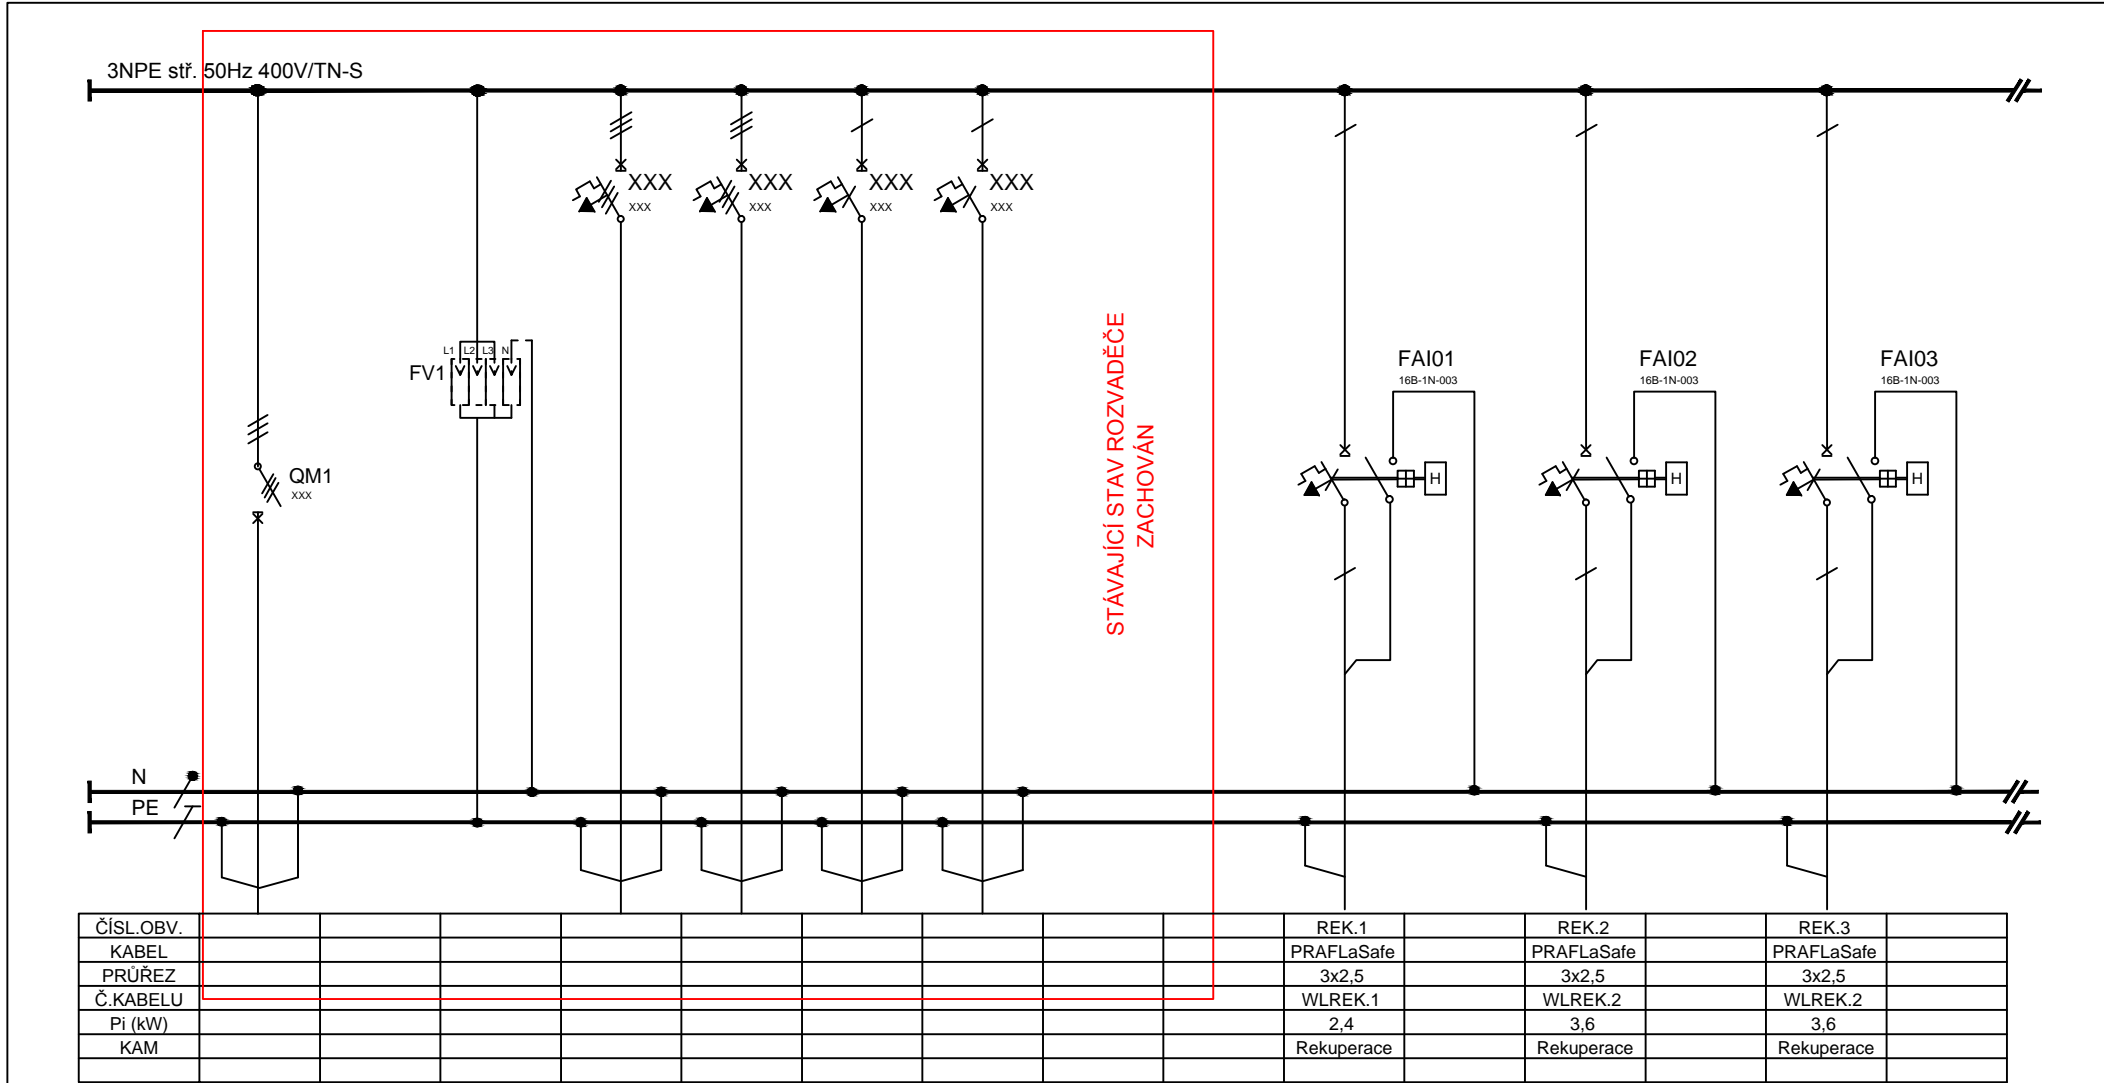 3NPE stř. 50Hz 400V/TN-S
XXX
xxx
XXX
xxx
XXX
xxx
XXX
xxx
L1 L2 L3 N
FV1
QM1
xxx
STÁVAJÍCÍ STAV ROZVADĚČE
ZACHOVÁN
FAI01
16B-1N-003
H
FAI02
16B-1N-003
H
FAI03
16B-1N-003
H
N
PE
ČÍSL.OBV. REK.1 REK.2 REK.3
KABEL PRAFLaSafe PRAFLaSafe PRAFLaSafe
PRŮŘEZ 3x2,5 3x2,5 3x2,5
Č.KABELU WLREK.1 WLREK.2 WLREK.2
Pi (kW) 2,4 3,6 3,6
KAM Rekuperace Rekuperace Rekuperace